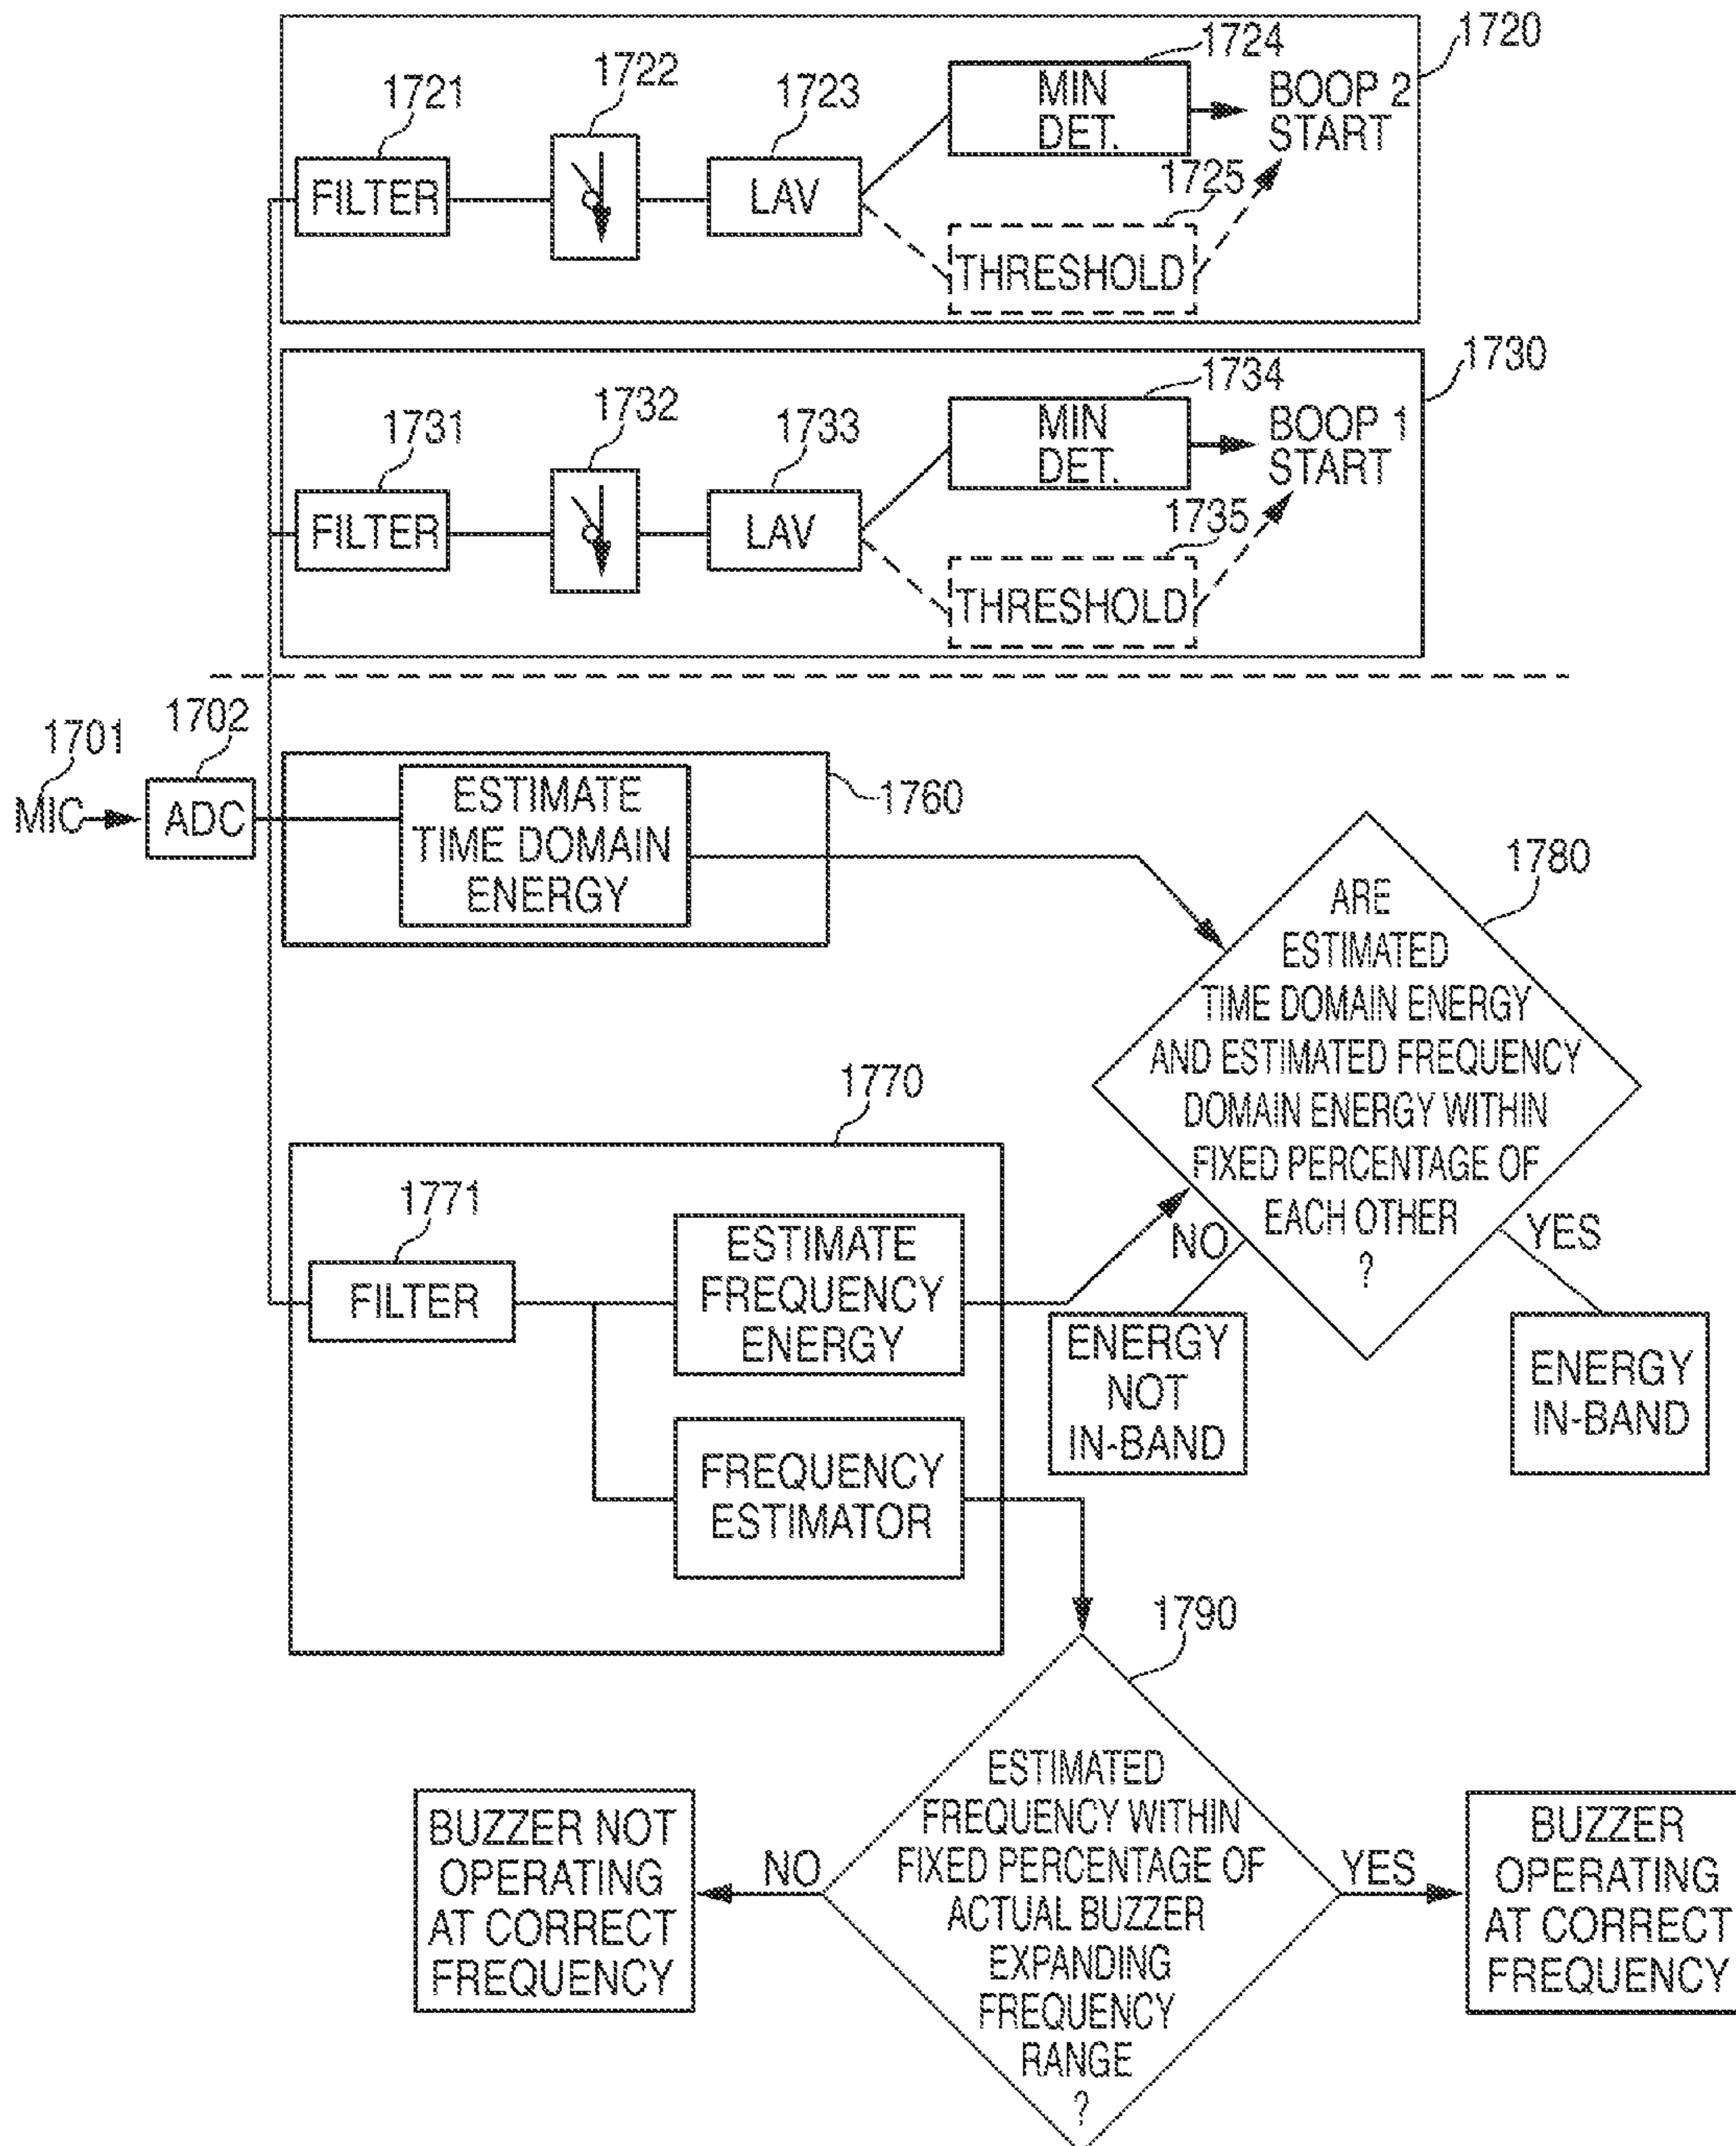 1720
1724
1722
1721
1723
MIN
DET.
BOOP 2
START
FILTER
LAV
1725
THRESHOLD
1730
1734
1732
1731
1733
MIN
DET.
BOOP 1
START
FILTER
LAV
1735
THRESHOLD
1701
1702
MIC
ADC
ESTIMATE
TIME DOMAIN
ENERGY
1760
1780
ARE
ESTIMATED
TIME DOMAIN ENERGY
AND ESTIMATED FREQUENCY
DOMAIN ENERGY WITHIN
FIXED PERCENTAGE OF
EACH OTHER
?
NO
YES
1770
1771
FILTER
ESTIMATE
FREQUENCY
ENERGY
ENERGY
NOT
IN-BAND
ENERGY
IN-BAND
FREQUENCY
ESTIMATOR
1790
ESTIMATED
FREQUENCY WITHIN
FIXED PERCENTAGE OF
ACTUAL BUZZER
EXPANDING
FREQUENCY
RANGE
?
NO
YES
BUZZER NOT
OPERATING
AT CORRECT
FREQUENCY
BUZZER
OPERATING
AT CORRECT
FREQUENCY